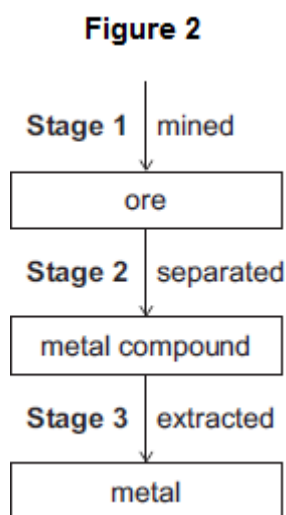 Figure 2
Stage 1 mined
ore
Stage 2 separated
metal compound
Stage 3 extracted
metal